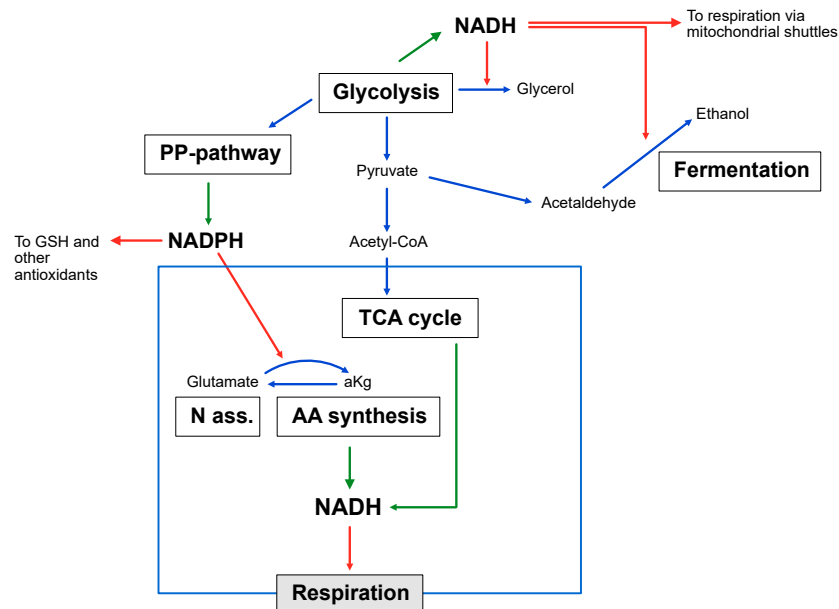 NADH
To respiration via
mitochondrial shuttles
Glycolysis
Glycerol
Ethanol
PP-pathway
Pyruvate
Fermentation
Acetaldehyde
To GSH and
other
antioxidants
NADPH
Acetyl-CoA
TCA cycle
Glutamate
aKg
N ass.
AA synthesis
NADH
Respiration